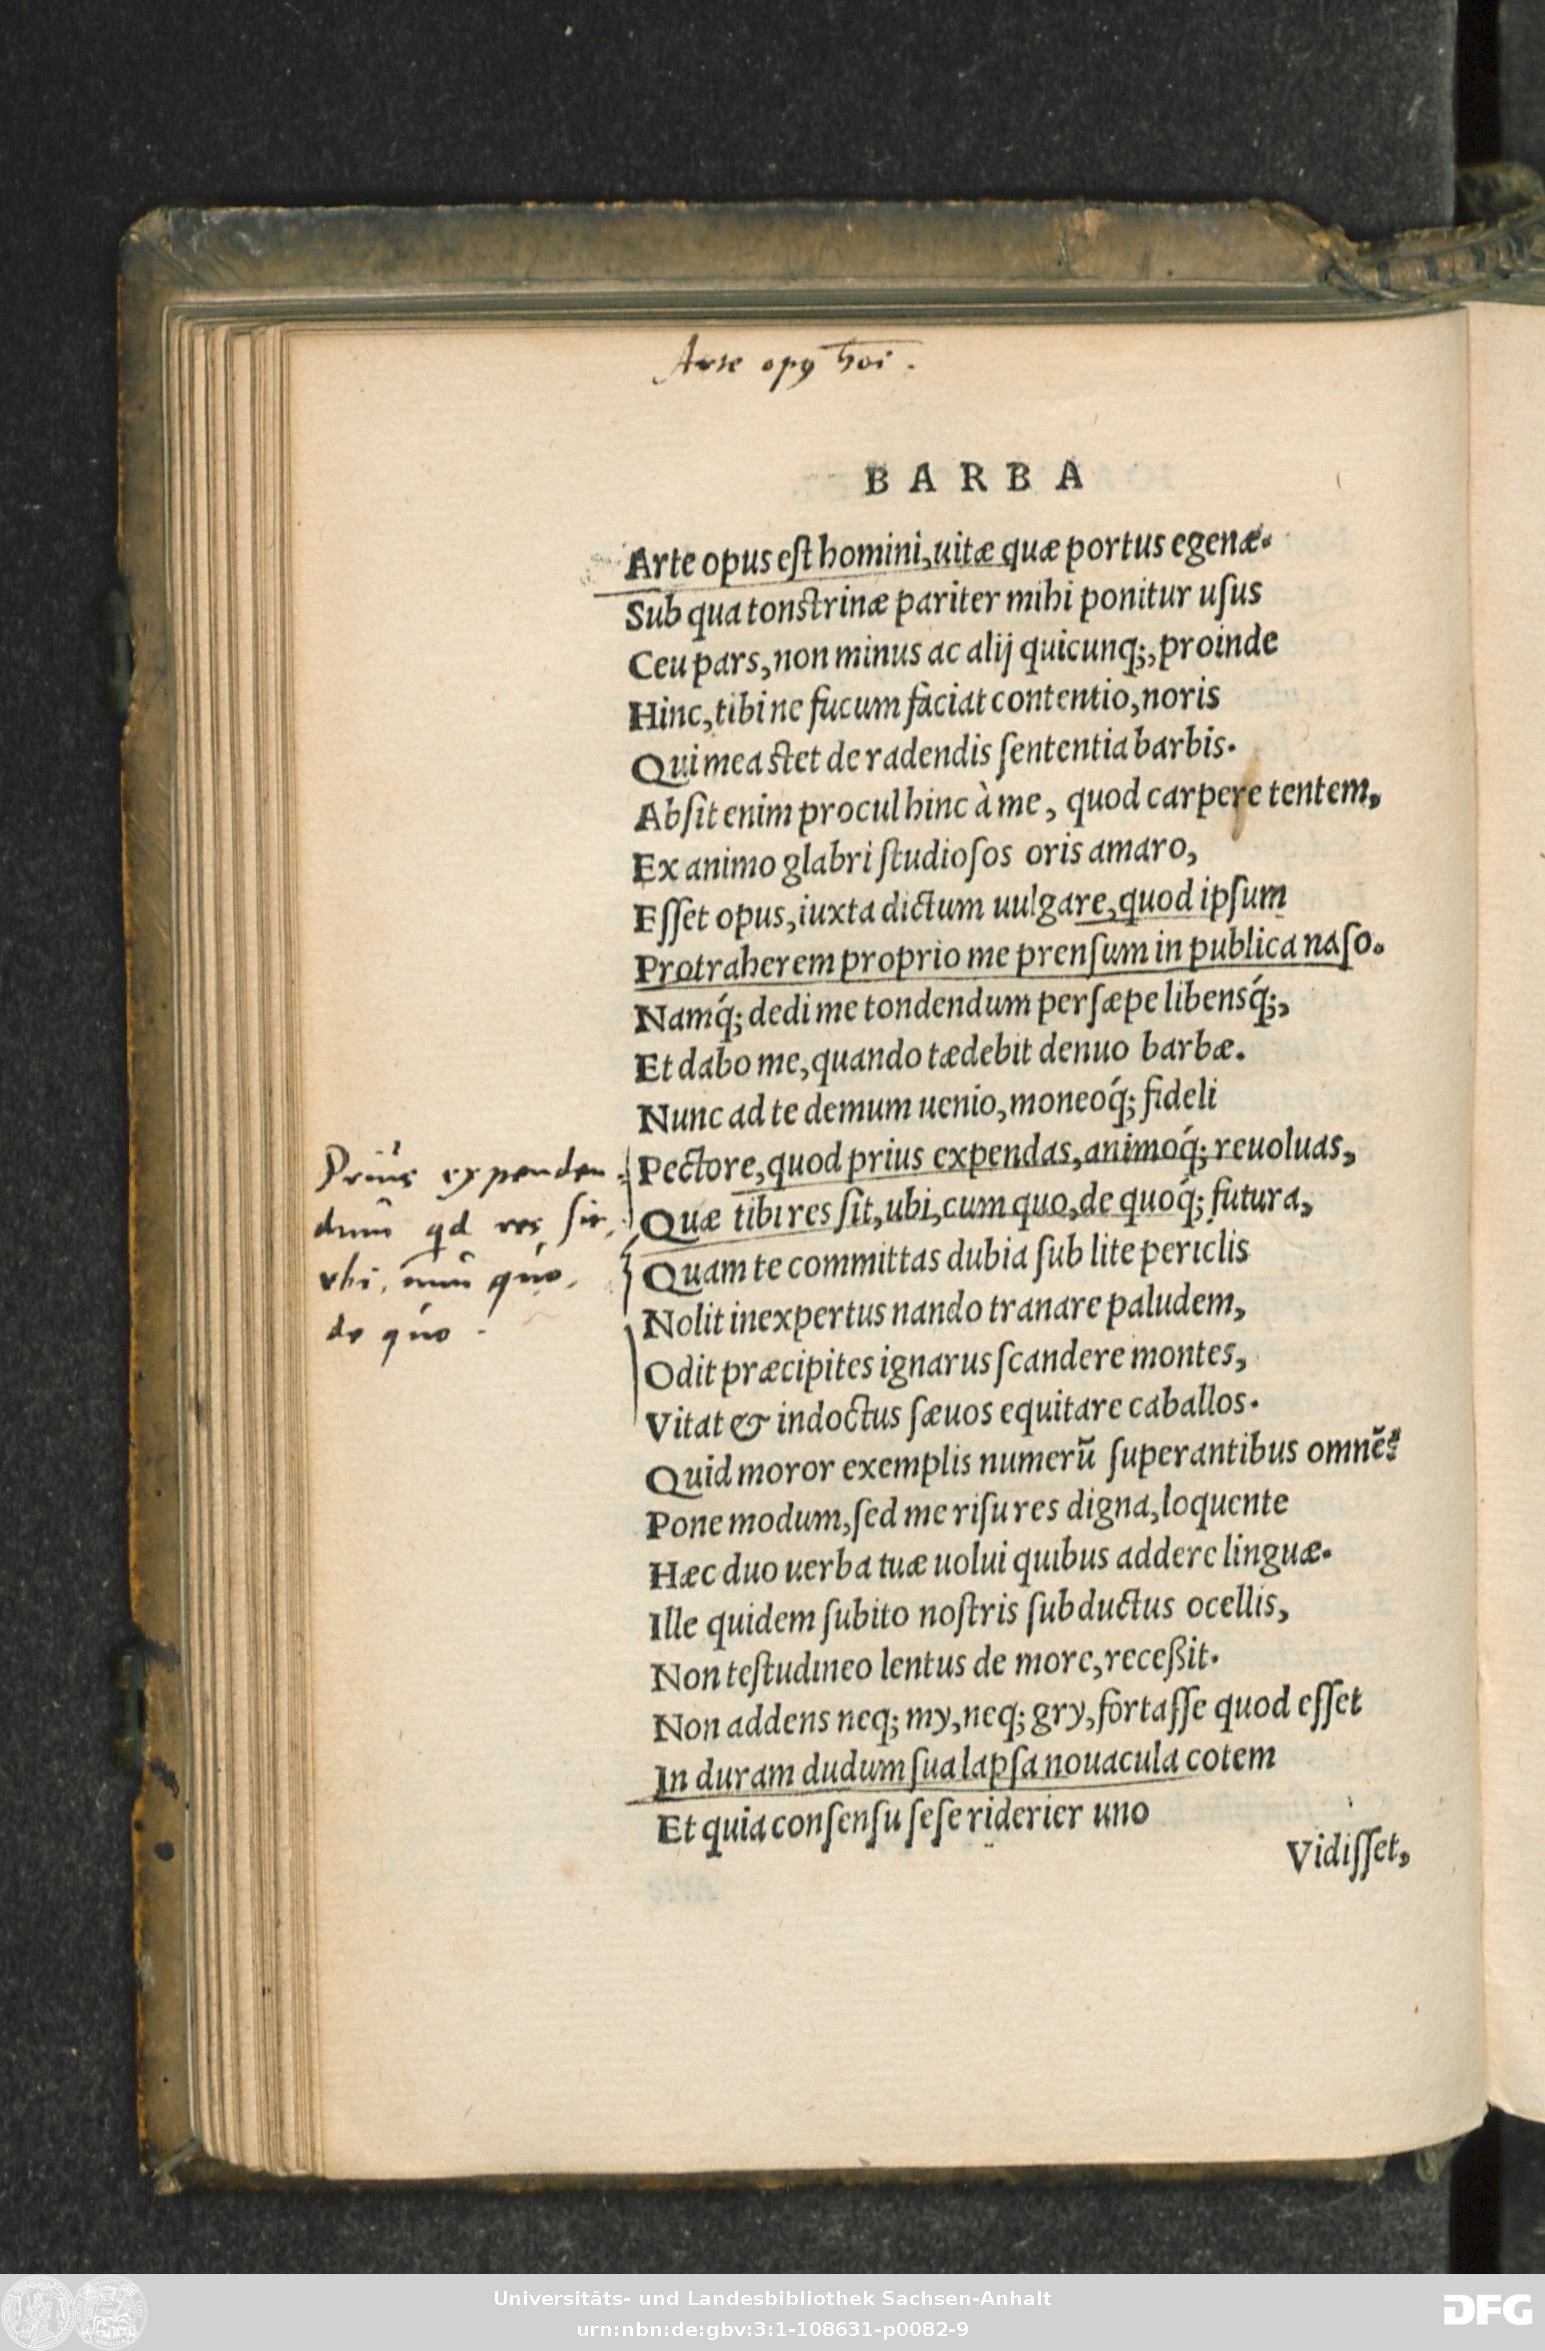 Arte opꝰ hōi.
BARBA
Arte opus eſt homini,uitæ quæ portus egenæ.
Sub qua tonstrinæ pariter mihi ponitur uſus
Ceu pars,non minus ac alij quicunq;,proinde
Hinc,tibi ne fucum faciat contentio,noris
Qui mea stet de radendis ſententia barbis.
Abſit enim procul hinc à me, quod carpere tentem,
Ex animo glabri ſtudioſos oris amaro,
Eſſet opus,iuxta dictum uulgare,quod ipſum
Protraherem proprio me prenſum in publica naſo.
Namq́; dedi me tondendum perſæpe libensq́;,
Et dabo me,quando tædebit denuo barbæ.
Nunc ad te demum uenio,moneoq́; fideli
Pectore,quod prius expendas,animoq́; reuoluas,
Quæ tibi res ſit,ubi,cum quo,de quoq́; futura,
Quam te committas dubia ſub lite periclis
Nolit inexpertus nando tranare paludem,
Odit præcipites ignarus ſcandere montes,
Vitat & indoctus ſæuos equitare caballos.
Quid moror exemplis numerū ſuperantibus omnē?
Pone modum,ſed me riſu res digna,loquente
Hæc duo uerba tuæ uolui quibus addere linguæ.
Ille quidem ſubito noſtris ſubductus ocellis,
Non teſtudineo lentus de more,receßit.
Non addens neq; my,neq; gry,fortaſſe quod eſſet
In duram dudum ſua lapſa nouacula cotem
Et quia conſenſu ſeſe riderier uno
Vidiſſet,
Prius expenden
dum qd res ſit,
vbi, cum quo,
de quo.
Universitäts- und Landesbibliothek Sachsen-Anhalt
urn:nbn:de:gbv:3:1-108631-p0082-9
DFG